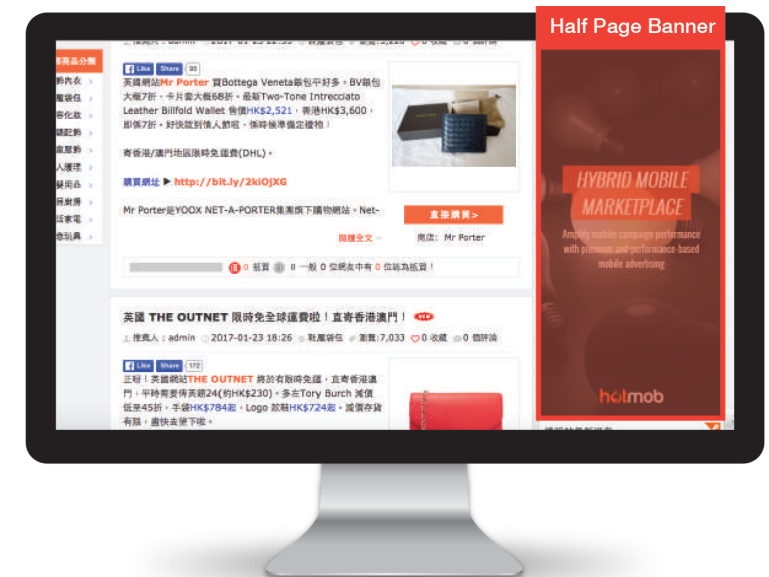 Half Page Banner
Like Share 98
英國網站Mr Porter 買Bottega Veneta銀包平好多。BV銀包
大概7折，卡片套大概68折。最新Two-Tone Intrecciato
Leather Billfold Wallet 售價HK$2,521，香港HK$3,600，
即係7折。好快就到情人節啦，係時候準備定禮物！
寄香港/澳門地區限時免運費(DHL)。
購買網址 ▶ http://bit.ly/2kiOjXG
Mr Porter是YOOX NET-A-PORTER集團旗下購物網站。Net-
直接購買>
閱讀全文
商店: Mr Porter
值 0 抵買 0 一般 0 位網友中有 0 位認為抵買！
英國 THE OUTNET 限時免全球運費啦！直寄香港澳門！
推薦人：admin 2017-01-23 18:26 鞋履袋包 瀏覽:7,033 0 收藏 0 個評論
Like Share 172
正呀！英國網站THE OUTNET 終於有限時免運，直寄香港澳
門，平時需要俾英鎊24(約HK$230)。多左Tory Burch 減價
低至45折，手袋HK$784起，Logo 款鞋HK$724起。減價存貨
有限，盡快去望下啦。
HYBRID MOBILE
MARKETPLACE
Amplify mobile campaign performance
with premium and performance-based
mobile advertising
hotmob